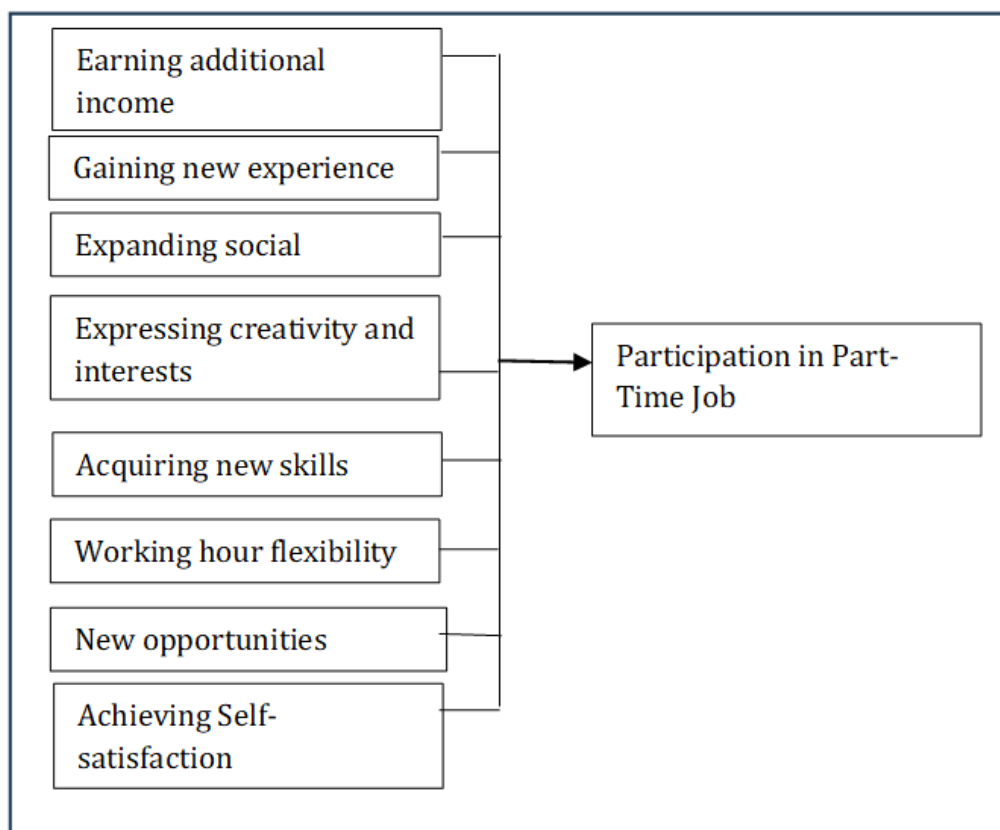 Earning additional
income
Gaining new experience
Expanding social
Expressing creativity and
interests
Participation in Part-
Time Job
Acquiring new skills
Working hour flexibility
New opportunities
Achieving Self-
satisfaction